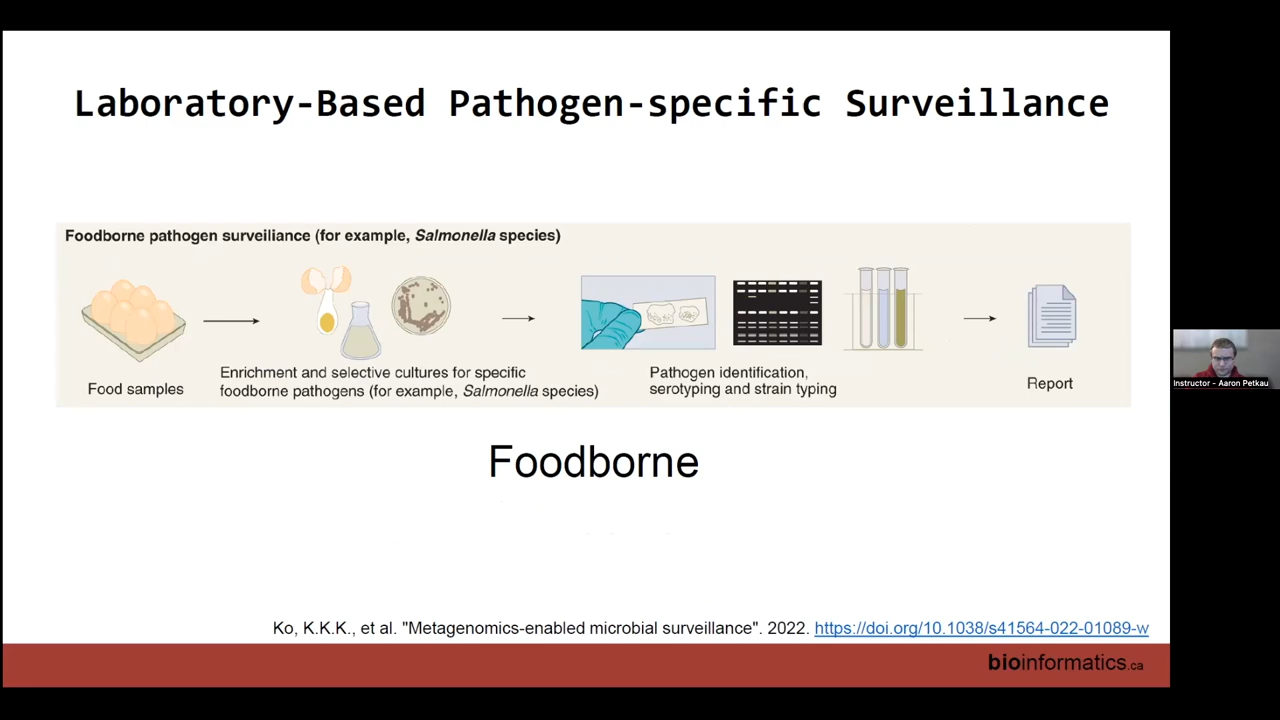 Laboratory-Based Pathogen-specific Surveillance
Foodborne pathogen surveiliance (for example, Salmonella species)
Food samples
Enrichment and selective cultures for specific
foodborne pathogens (for example, Salmonella species)
Pathogen identification,
serotyping and strain typing
Report
Instructor - Aaron Petkau
Foodborne
Ko, K.K.K., et al. "Metagenomics-enabled microbial surveillance". 2022. https://doi.org/10.1038/s41564-022-01089-w
bioinformatics.ca